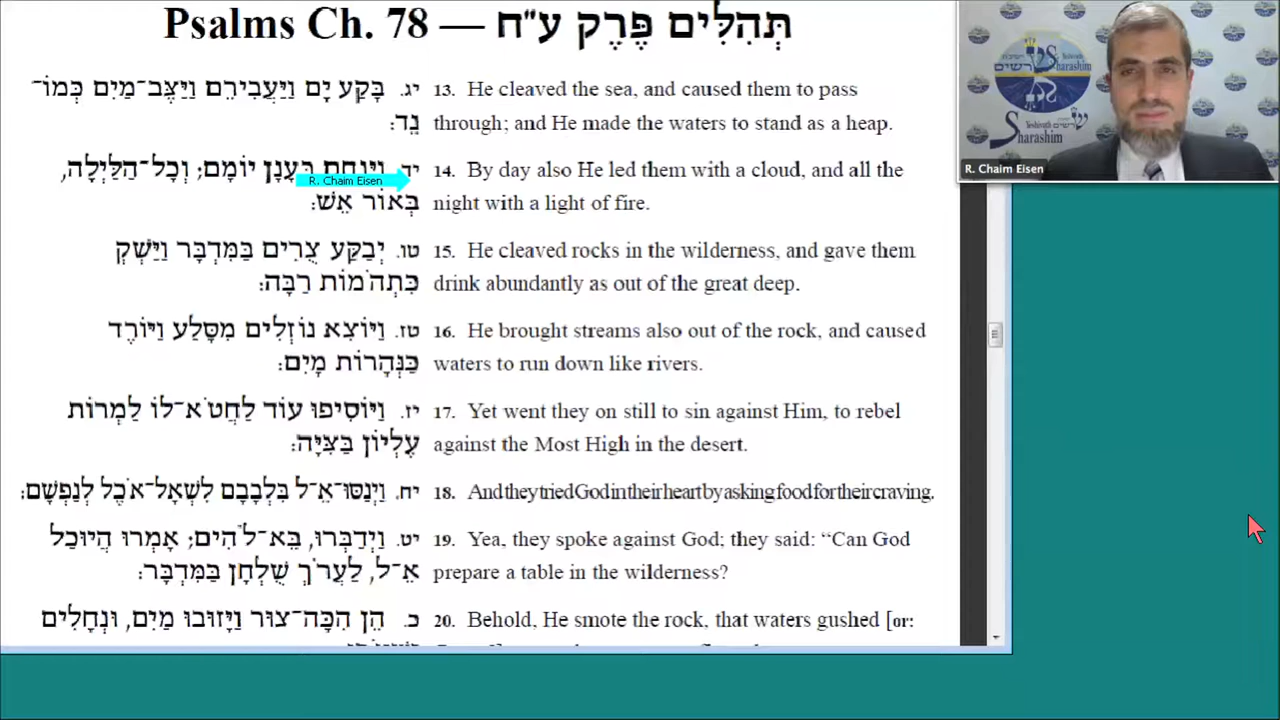 Psalms Ch. 78 — תְּהִלִּים פֶּרֶק ע״ח
יג. בָּקַע יָם וַיַּעֲבִירֵם וַיַּצֶּב־מַיִם כְּמוֹ־
נֵד:
13. He cleaved the sea, and caused them to pass
through; and He made the waters to stand as a heap.
יד. וַיַּנְחֵם בֶּעָנָן יוֹמָם; וְכָל־הַלַּיְלָה,
בְּאוֹר אֵשׁ:
R. Chaim Eisen
14. By day also He led them with a cloud, and all the
night with a light of fire.
טו. יְבַקַּע צֻרִים בַּמִּדְבָּר וַיַּשְׁקְ
כִּתְהֹמוֹת רַבָּה:
15. He cleaved rocks in the wilderness, and gave them
drink abundantly as out of the great deep.
טז. וַיּוֹצִא נוֹזְלִים מִסָּלַע וַיּוֹרֶד
כַּנְּהָרוֹת מָיִם:
16. He brought streams also out of the rock, and caused
waters to run down like rivers.
יז. וַיּוֹסִיפוּ עוֹד לַחֲטֹא־לוֹ לַמְרוֹת
עֶלְיוֹן בַּצִּיָּה:
17. Yet went they on still to sin against Him, to rebel
against the Most High in the desert.
יח. וַיְנַסּוּ־אֵ־ל בִּלְבָבָם לִשְׁאָל־אֹכֶל לְנַפְשָׁם:
18. And they tried God in their heart by asking food for their craving.
יט. וַיְדַבְּרוּ, בֵּא־לֹהִים; אָמְרוּ הֲיוּכַל
אֵ־ל, לַעֲרֹךְ שֻׁלְחָן בַּמִּדְבָּר:
19. Yea, they spoke against God; they said: “Can God
prepare a table in the wilderness?
כ. הֵן הִכָּה־צוּר וַיָּזוּבוּ מַיִם, וּנְחָלִים
20. Behold, He smote the rock, that waters gushed [or:
Sharashim
שרשים
Yeshivath
Sharashim
R. Chaim Eisen